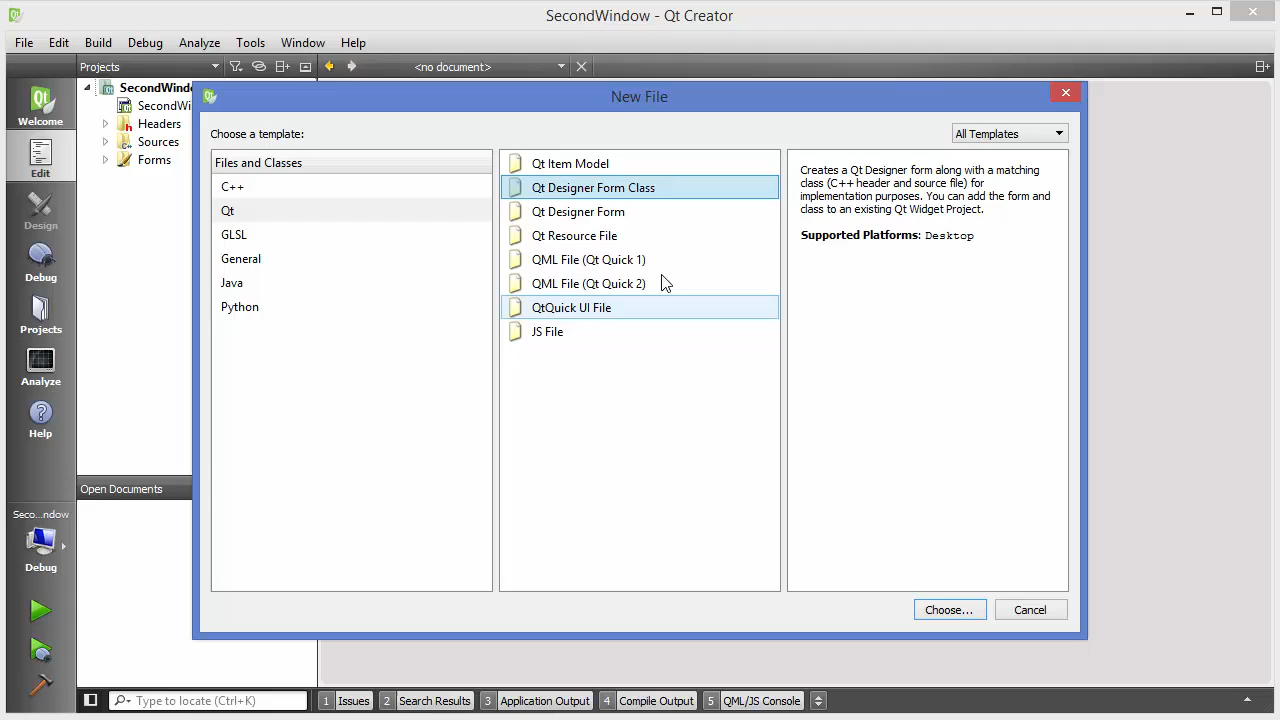 SecondWindow - Qt Creator
File Edit Build Debug Analyze Tools Window Help
Projects
<no document>
Welcome
Edit
Design
Debug
Projects
Analyze
Help
Seco...ndow
Debug
SecondWindo
SecondWi
Headers
Sources
Forms
Open Documents
New File
Choose a template:
All Templates
Files and Classes
C++
Qt
GLSL
General
Java
Python
Qt Item Model
Qt Designer Form Class
Qt Designer Form
Qt Resource File
QML File (Qt Quick 1)
QML File (Qt Quick 2)
QtQuick UI File
JS File
Creates a Qt Designer form along with a matching
class (C++ header and source file) for
implementation purposes. You can add the form and
class to an existing Qt Widget Project.
Supported Platforms: Desktop
Choose... Cancel
Type to locate (Ctrl+K) 1 Issues 2 Search Results 3 Application Output 4 Compile Output 5 QML/JS Console